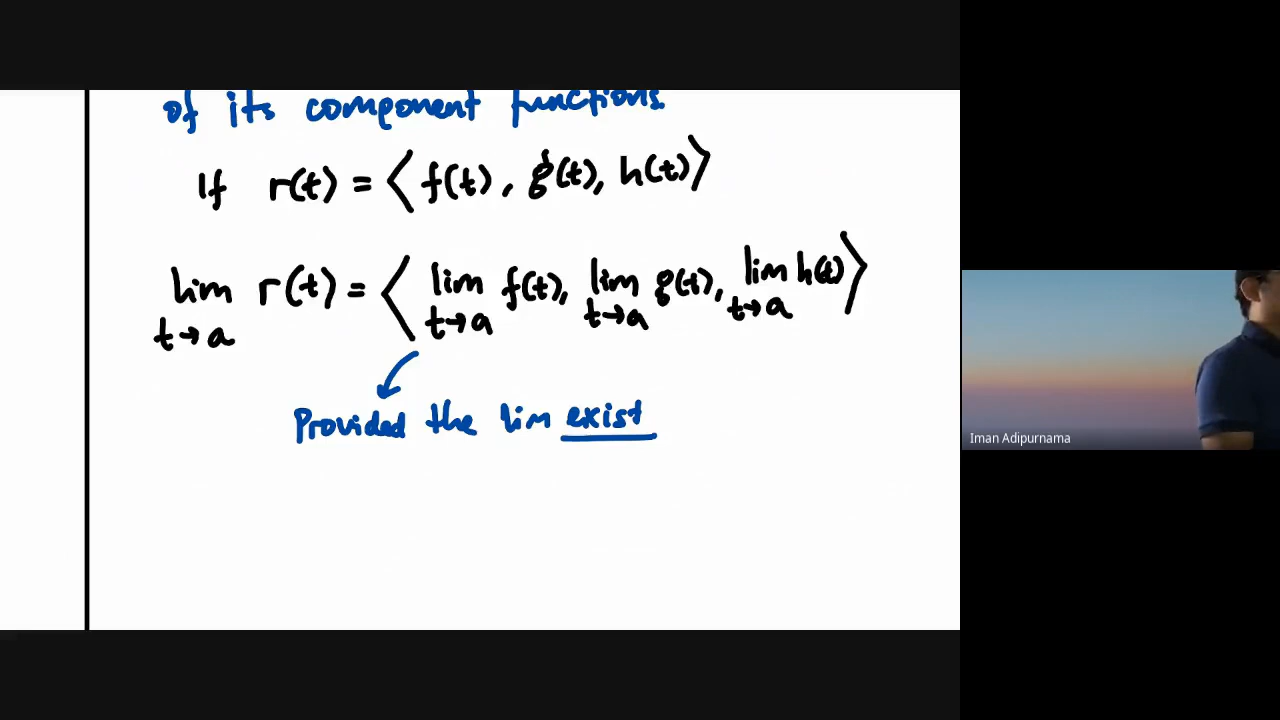 of its component functions.
If r(t) = ⟨ f(t), g(t), h(t)⟩
lim r(t) = ⟨ lim f(t), lim g(t), lim h(t) ⟩
t→a t→a t→a t→a
Provided the lim exist
Iman Adipurnama